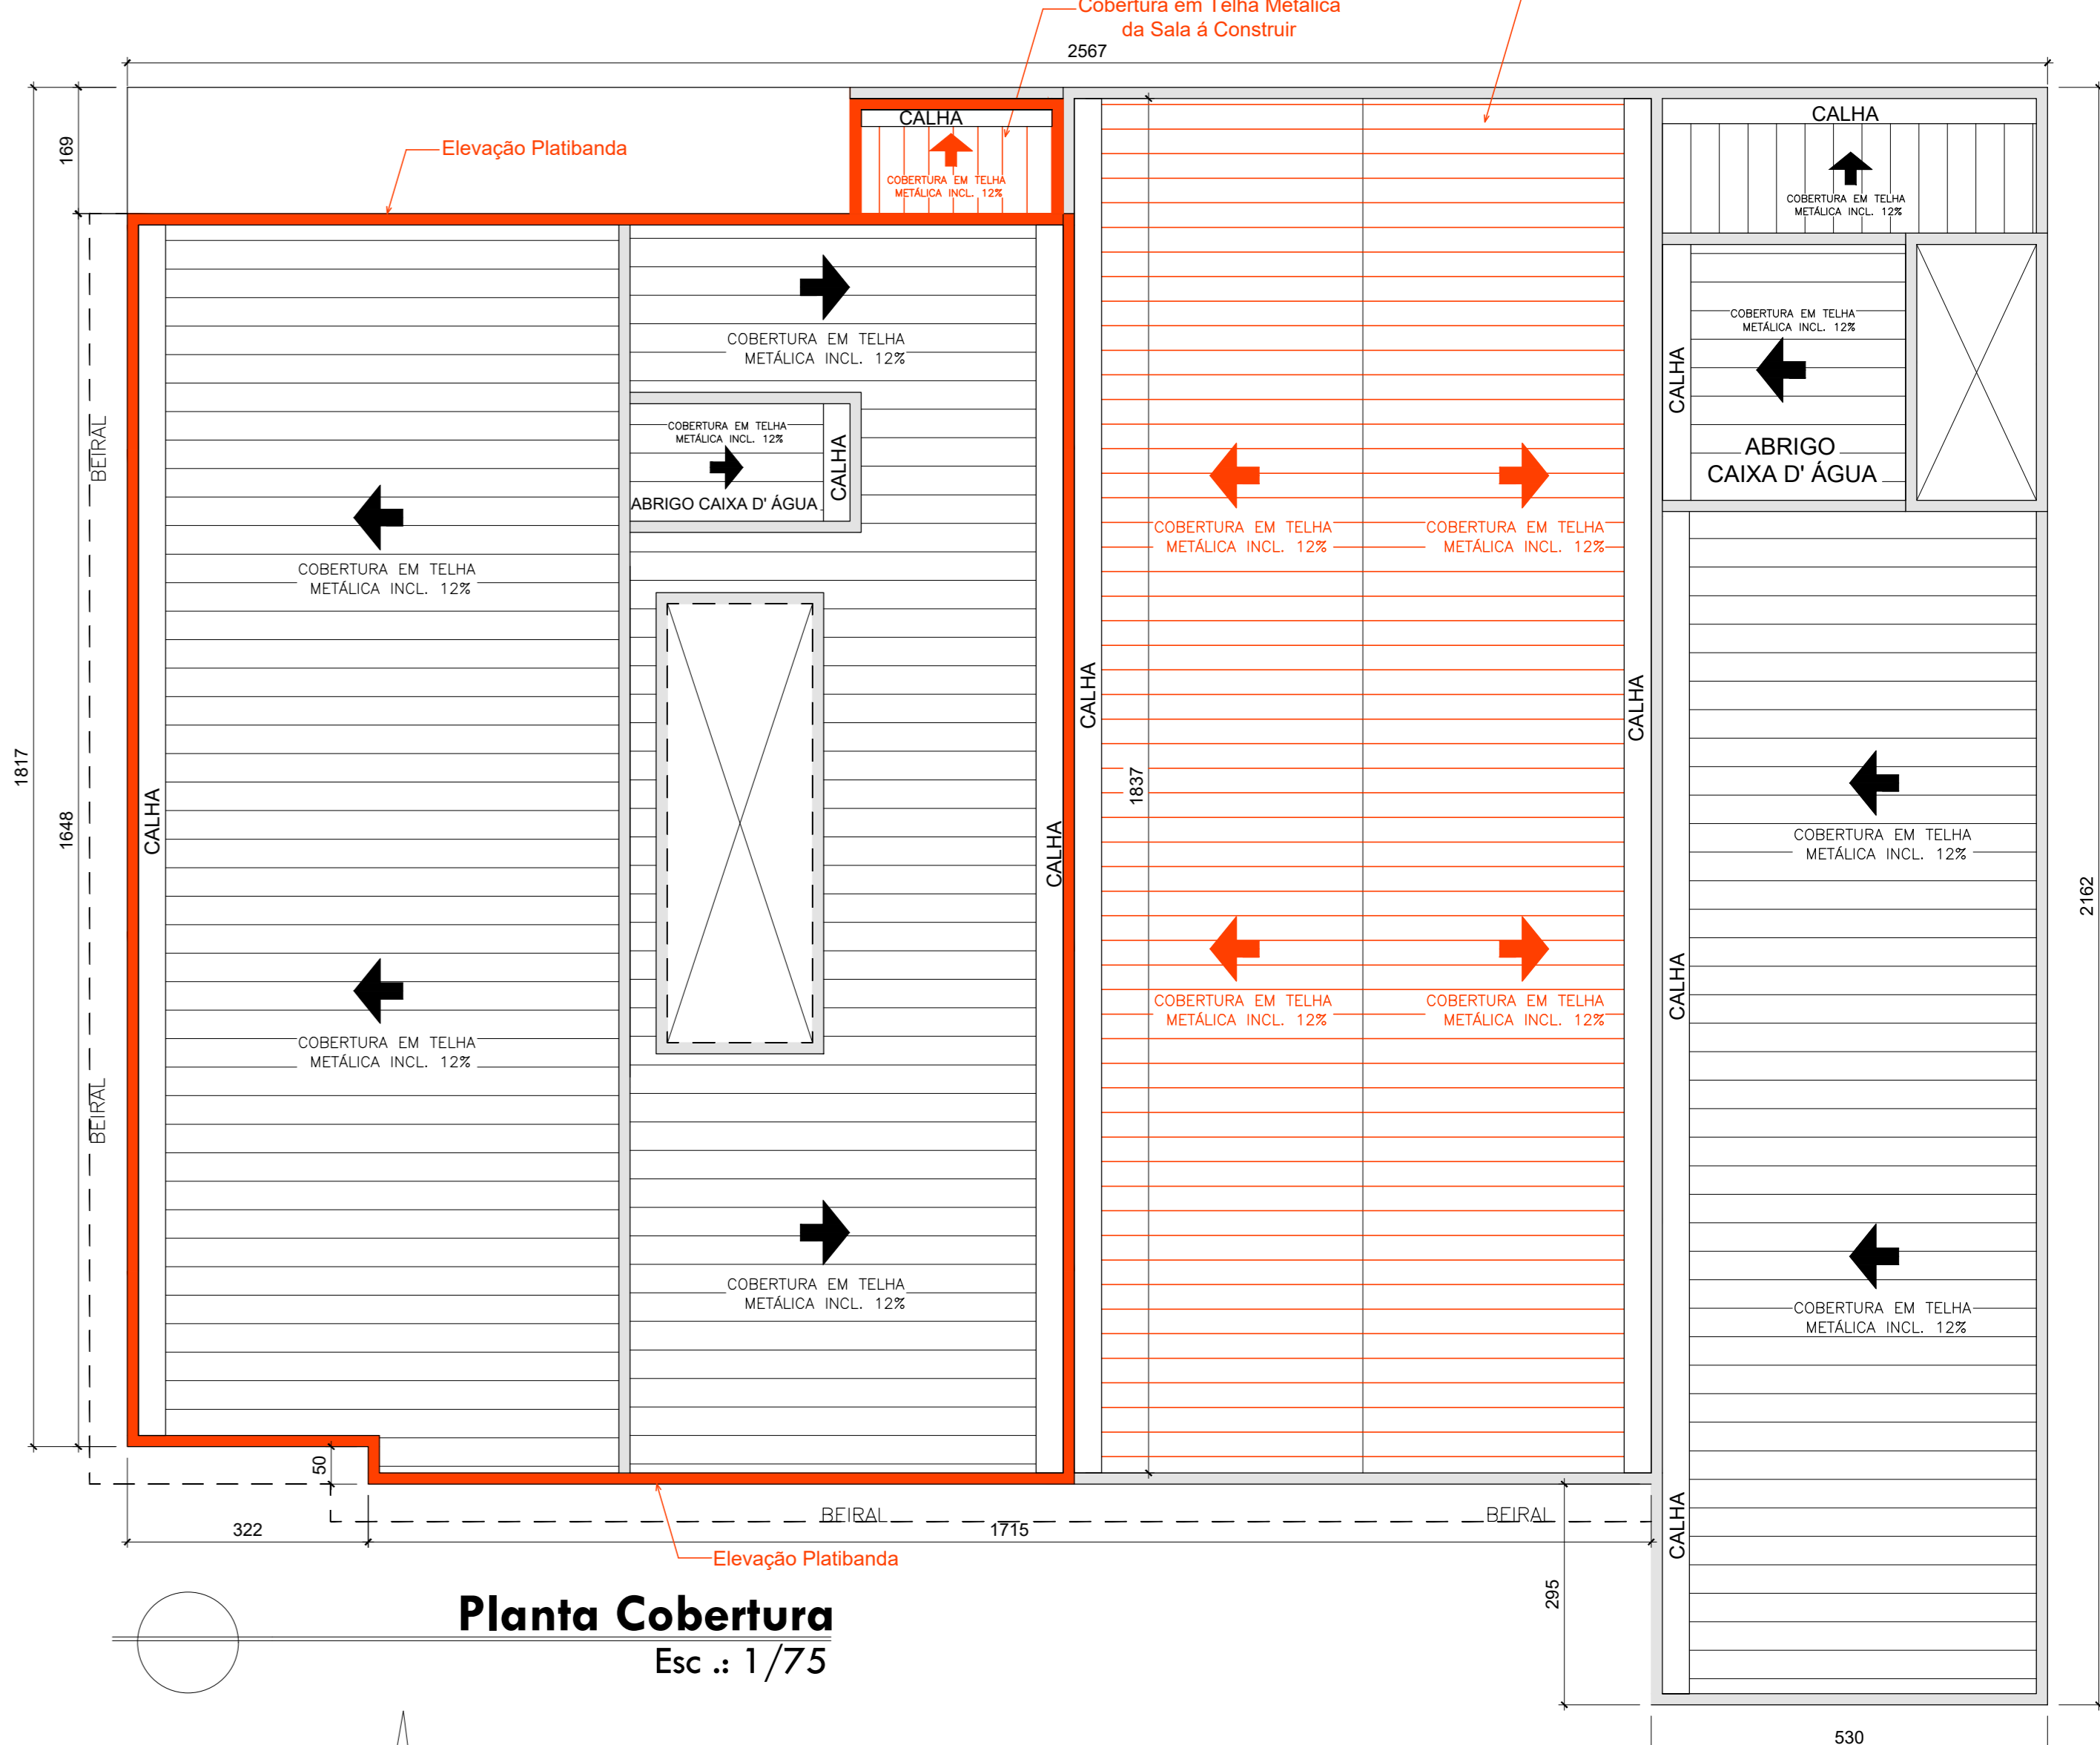 Cobertura em Telha Metálica
da Sala á Construir
2567
CALHA
CALHA
169
Elevação Platibanda
COBERTURA EM TELHA
METÁLICA INCL. 12%
COBERTURA EM TELHA
METÁLICA INCL. 12%
COBERTURA EM TELHA
METÁLICA INCL. 12%
COBERTURA EM TELHA
METÁLICA INCL. 12%
CALHA
BEIRAL
COBERTURA EM TELHA
METÁLICA INCL. 12%
CALHA
ABRIGO
CAIXA D' ÁGUA
ABRIGO CAIXA D' ÁGUA
COBERTURA EM TELHA
METÁLICA INCL. 12%
COBERTURA EM TELHA
METÁLICA INCL. 12%
COBERTURA EM TELHA
METÁLICA INCL. 12%
CALHA
CALHA
1817
1837
1648
CALHA
CALHA
COBERTURA EM TELHA
METÁLICA INCL. 12%
2162
CALHA
COBERTURA EM TELHA
METÁLICA INCL. 12%
COBERTURA EM TELHA
METÁLICA INCL. 12%
COBERTURA EM TELHA
METÁLICA INCL. 12%
BEIRAL
COBERTURA EM TELHA
METÁLICA INCL. 12%
COBERTURA EM TELHA
METÁLICA INCL. 12%
50
BEIRAL
BEIRAL
CALHA
322
1715
Elevação Platibanda
295
Planta Cobertura
Esc .: 1/75
530